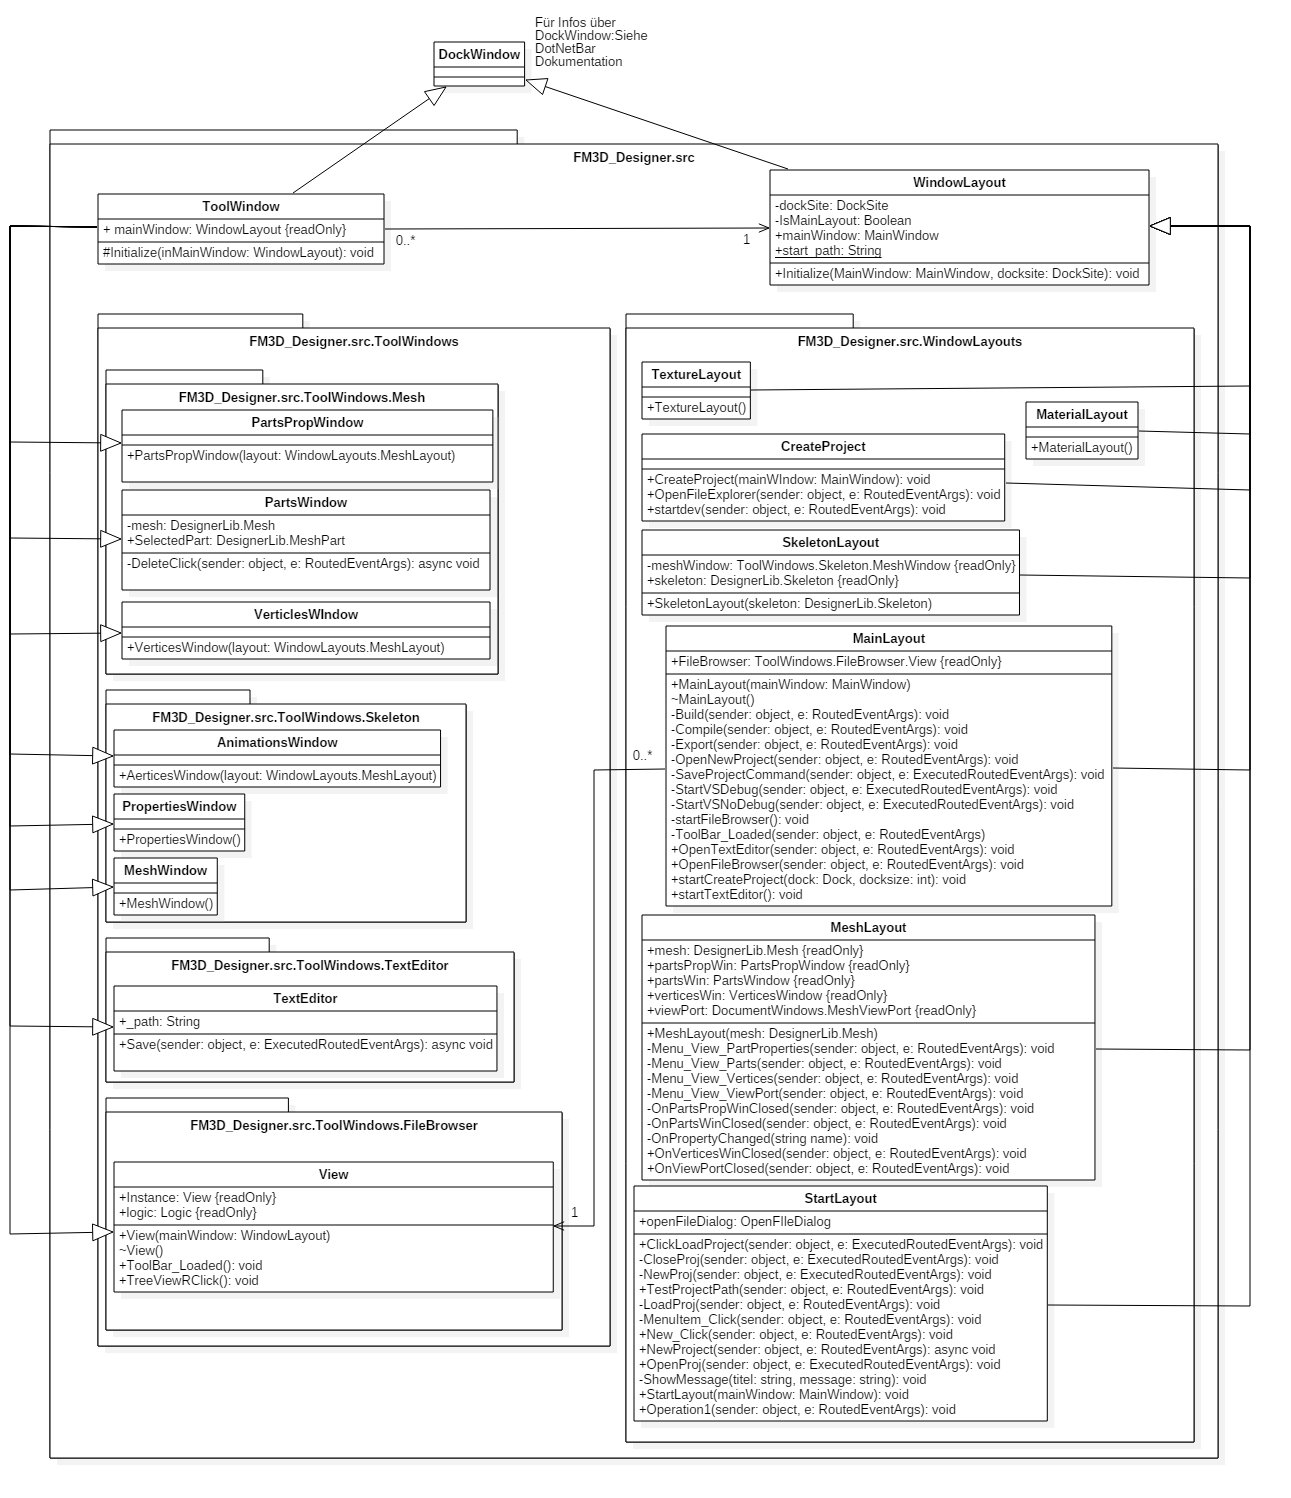 Für Infos über
DockWindow:Siehe
DotNetBar
Dokumentation
DockWindow
FM3D_Designer.src
ToolWindow
+ mainWindow: WindowLayout {readOnly}
#Initialize(inMainWindow: WindowLayout): void
0..*
1
WindowLayout
-dockSite: DockSite
-IsMainLayout: Boolean
+mainWindow: MainWindow
+start_path: String
+Initialize(MainWindow: MainWindow, docksite: DockSite): void
FM3D_Designer.src.ToolWindows
FM3D_Designer.src.ToolWindows.Mesh
PartsPropWindow
+PartsPropWindow(layout: WindowLayouts.MeshLayout)
PartsWindow
-mesh: DesignerLib.Mesh
+SelectedPart: DesignerLib.MeshPart
-DeleteClick(sender: object, e: RoutedEventArgs): async void
VerticlesWIndow
+VerticesWindow(layout: WindowLayouts.MeshLayout)
FM3D_Designer.src.ToolWindows.Skeleton
AnimationsWindow
+AerticesWindow(layout: WindowLayouts.MeshLayout)
PropertiesWindow
+PropertiesWindow()
MeshWindow
+MeshWindow()
FM3D_Designer.src.ToolWindows.TextEditor
TextEditor
+_path: String
+Save(sender: object, e: ExecutedRoutedEventArgs): async void
FM3D_Designer.src.ToolWindows.FileBrowser
View
+Instance: View {readOnly}
+logic: Logic {readOnly}
+View(mainWindow: WindowLayout)
~View()
+ToolBar_Loaded(): void
+TreeViewRClick(): void
1
0..*
FM3D_Designer.src.WindowLayouts
TextureLayout
+TextureLayout()
MaterialLayout
+MaterialLayout()
CreateProject
+CreateProject(mainWIndow: MainWindow): void
+OpenFileExplorer(sender: object, e: RoutedEventArgs): void
+startdev(sender: object, e: RoutedEventArgs): void
SkeletonLayout
-meshWindow: ToolWindows.Skeleton.MeshWindow {readOnly}
+skeleton: DesignerLib.Skeleton {readOnly}
+SkeletonLayout(skeleton: DesignerLib.Skeleton)
MainLayout
+FileBrowser: ToolWindows.FileBrowser.View {readOnly}
+MainLayout(mainWindow: MainWindow)
~MainLayout()
-Build(sender: object, e: RoutedEventArgs): void
-Compile(sender: object, e: RoutedEventArgs): void
-Export(sender: object, e: RoutedEventArgs): void
-OpenNewProject(sender: object, e: RoutedEventArgs): void
-SaveProjectCommand(sender: object, e: ExecutedRoutedEventArgs): void
-StartVSDebug(sender: object, e: ExecutedRoutedEventArgs): void
-StartVSNoDebug(sender: object, e: ExecutedRoutedEventArgs): void
-startFileBrowser(): void
-ToolBar_Loaded(sender: object, e: RoutedEventArgs)
+OpenTextEditor(sender: object, e: RoutedEventArgs): void
+OpenFileBrowser(sender: object, e: RoutedEventArgs): void
+startCreateProject(dock: Dock, docksize: int): void
+startTextEditor(): void
MeshLayout
+mesh: DesignerLib.Mesh {readOnly}
+partsPropWin: PartsPropWindow {readOnly}
+partsWin: PartsWindow {readOnly}
+verticesWin: VerticesWindow {readOnly}
+viewPort: DocumentWindows.MeshViewPort {readOnly}
+MeshLayout(mesh: DesignerLib.Mesh)
-Menu_View_PartProperties(sender: object, e: RoutedEventArgs): void
-Menu_View_Parts(sender: object, e: RoutedEventArgs): void
-Menu_View_Vertices(sender: object, e: RoutedEventArgs): void
-Menu_View_ViewPort(sender: object, e: RoutedEventArgs): void
-OnPartsPropWinClosed(sender: object, e: RoutedEventArgs): void
-OnPartsWinClosed(sender: object, e: RoutedEventArgs): void
-OnPropertyChanged(string name): void
+OnVerticesWinClosed(sender: object, e: RoutedEventArgs): void
+OnViewPortClosed(sender: object, e: RoutedEventArgs): void
StartLayout
+openFileDialog: OpenFIleDialog
+ClickLoadProject(sender: object, e: ExecutedRoutedEventArgs): void
-CloseProj(sender: object, e: ExecutedRoutedEventArgs): void
-NewProj(sender: object, e: ExecutedRoutedEventArgs): void
+TestProjectPath(sender: object, e: RoutedEventArgs): void
-LoadProj(sender: object, e: RoutedEventArgs): void
-MenuItem_Click(sender: object, e: RoutedEventArgs): void
+New_Click(sender: object, e: RoutedEventArgs): void
+NewProject(sender: object, e: RoutedEventArgs): async void
+OpenProj(sender: object, e: ExecutedRoutedEventArgs): void
-ShowMessage(titel: string, message: string): void
+StartLayout(mainWindow: MainWindow): void
+Operation1(sender: object, e: RoutedEventArgs): void